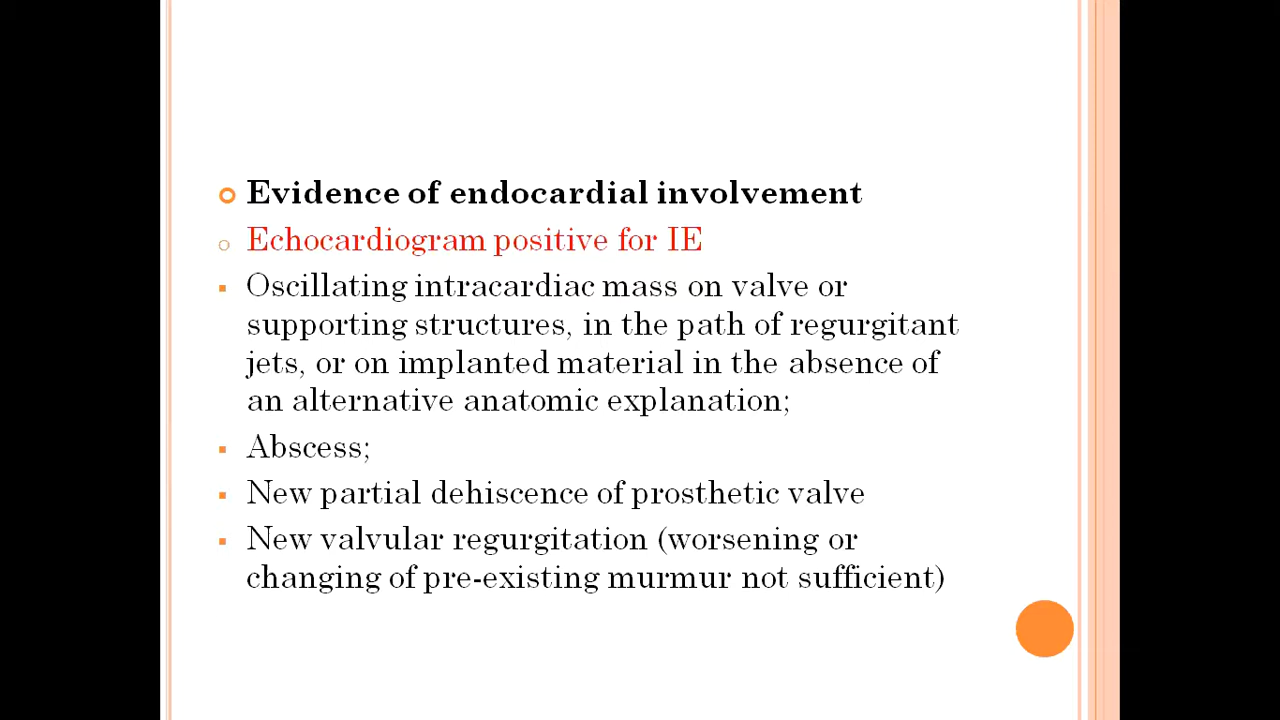 Evidence of endocardial involvement
Echocardiogram positive for IE
Oscillating intracardiac mass on valve or
supporting structures, in the path of regurgitant
jets, or on implanted material in the absence of
an alternative anatomic explanation;
Abscess;
New partial dehiscence of prosthetic valve
New valvular regurgitation (worsening or
changing of pre-existing murmur not sufficient)